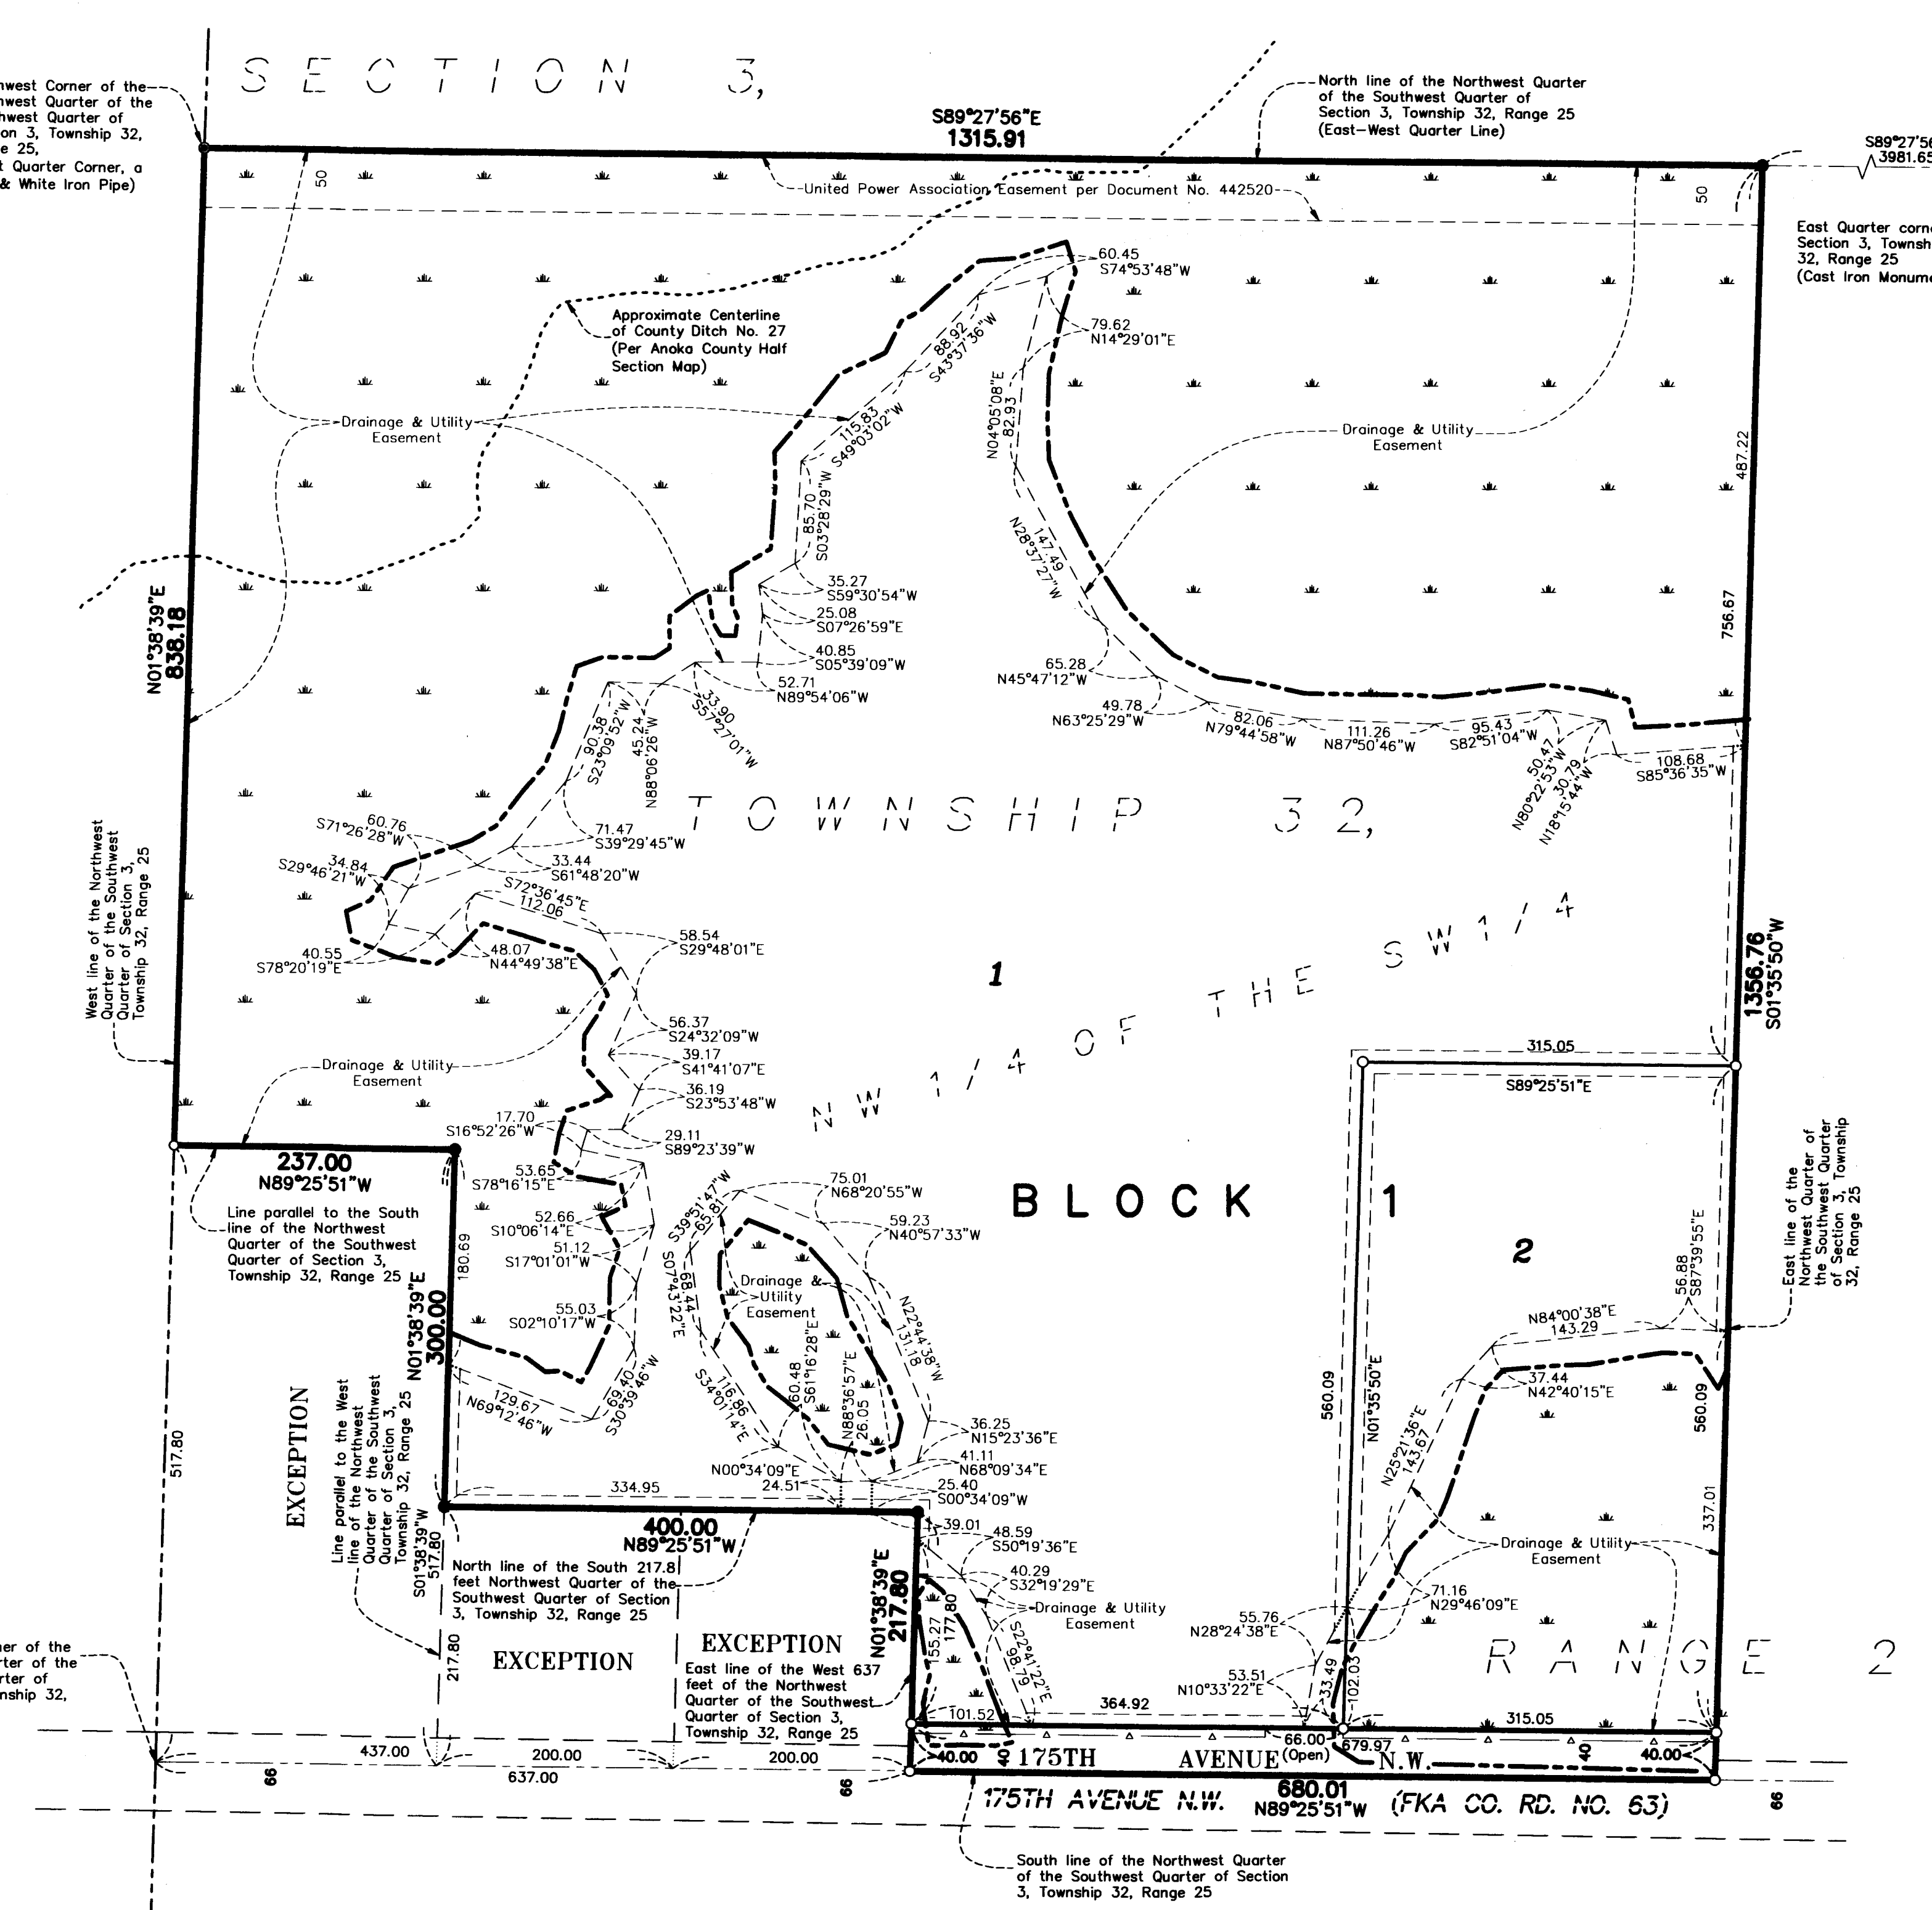 SECTION 3,
west Corner of the
west Quarter of the
west Quarter of
on 3, Township 32,
e 25,
t Quarter Corner, a
& White Iron Pipe)
S89°27'56"E
1315.91
North line of the Northwest Quarter
of the Southwest Quarter of
Section 3, Township 32, Range 25
(East-West Quarter Line)
S89°27'56
3981.65
50
United Power Association Easement per Document No. 442520
50
East Quarter corn
Section 3, Townsh
32, Range 25
(Cast Iron Monume
60.45
S74°53'48"W
Approximate Centerline
of County Ditch No. 27
(Per Anoka County Half
Section Map)
88.92
S43°37'36"W
79.62
N14°29'01"E
N04°05'08"E
82.93
Drainage & Utility
Easement
115.83
S49°03'02"W
Drainage & Utility
Easement
487.22
85.70
S03°28'29"W
147.49
N28°37'27"W
35.27
S59°30'54"W
25.08
S07°26'59"E
40.85
S05°39'09"W
52.71
N89°54'06"W
N01°38'39"E
838.18
756.67
65.28
N45°47'12"W
49.78
N63°25'29"W
82.06
N79°44'58"W
111.26
N87°50'46"W
95.43
S82°51'04"W
50.47
N80°22'53"W
30.79
N18°15'44"W
108.68
S85°36'35"W
90.38
S23°09'52"W
45.24
N88°06'26"W
33.90
S57°27'01"W
TOWNSHIP 32,
60.76
S71°26'28"W
71.47
S39°29'45"W
34.84
S29°46'21"W
33.44
S61°48'20"W
West line of the Northwest
Quarter of the Southwest
Quarter of Section 3,
Township 32, Range 25
S72°36'45"E
112.06
40.55
S78°20'19"E
48.07
N44°49'38"E
58.54
S29°48'01"E
1
NW 1/4 OF THE SW 1/4
1356.76
S01°35'50"W
56.37
S24°32'09"W
39.17
S41°41'07"E
36.19
S23°53'48"W
Drainage & Utility
Easement
315.05
S89°25'51"E
17.70
S16°52'26"W
29.11
S89°23'39"W
237.00
N89°25'51"W
53.65
S78°16'15"E
Line parallel to the South
line of the Northwest
Quarter of the Southwest
Quarter of Section 3,
Township 32, Range 25
52.66
S10°06'14"E
51.12
S17°01'01"W
55.03
S02°10'17"W
180.69
N01°38'39"E
300.00
S39°51'47"W
65.81
75.01
N68°20'55"W
59.23
N40°57'33"W
BLOCK 1
2
East line of the
Northwest Quarter of
the Southwest Quarter
of Section 3, Township
32, Range 25
68.44
S07°43'22"E
Drainage &
Utility
Easement
N22°44'38"W
131.18
56.88
S87°39'55"E
N84°00'38"E
143.29
129.67
N69°12'46"W
69.40
S30°39'46"W
116.86
S34°01'14"E
60.48
S61°16'28"E
N88°36'57"E
26.05
37.44
N42°40'15"E
560.09
N01°35'50"E
560.09
N25°21'36"E
143.67
517.80
EXCEPTION
Line parallel to the West
line of the Northwest
Quarter of the Southwest
Quarter of Section 3,
Township 32, Range 25
S01°38'39"W
517.80
334.95
N00°34'09"E
24.51
36.25
N15°23'36"E
41.11
N68°09'34"E
25.40
S00°34'09"W
400.00
N89°25'51"W
39.01
48.59
S50°19'36"E
40.29
S32°19'29"E
337.01
North line of the South 217.8
feet Northwest Quarter of the
Southwest Quarter of Section
3, Township 32, Range 25
Drainage & Utility
Easement
Drainage & Utility
Easement
71.16
N29°46'09"E
N01°38'39"E
217.80
155.27
177.80
S22°41'22"E
98.79
55.76
N28°24'38"E
53.51
N10°33'22"E
33.49
102.03
ner of the
rter of the
rter of
nship 32,
217.80
EXCEPTION
EXCEPTION
East line of the West 637
feet of the Northwest
Quarter of the Southwest
Quarter of Section 3,
Township 32, Range 25
RANGE 2
101.52
364.92
315.05
437.00
200.00
200.00
637.00
66
66
40.00
40
175TH AVENUE (Open) N.W.
66.00
679.97
40
40.00
66
680.01
N89°25'51"W
175TH AVENUE N.W. (FKA CO. RD. NO. 63)
South line of the Northwest Quarter
of the Southwest Quarter of Section
3, Township 32, Range 25